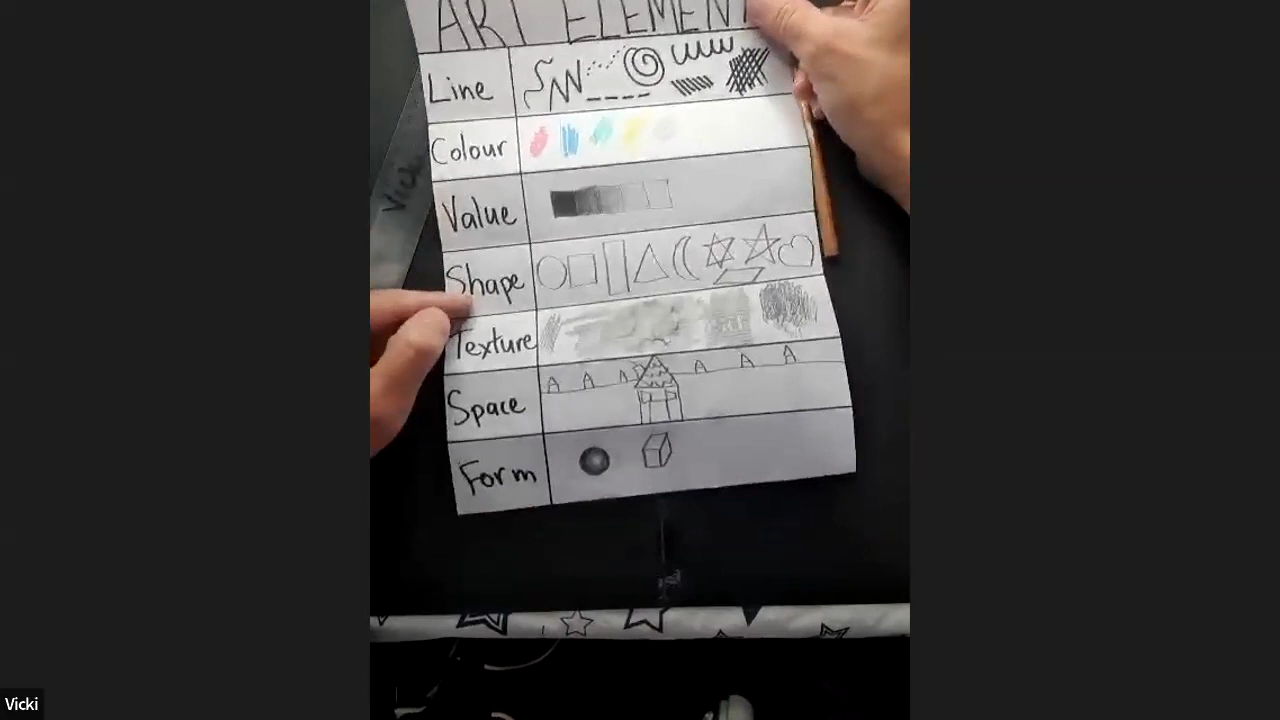 ART ELEMENT
Line
Colour
Value
Shape
Texture
Space
Form
Vicki